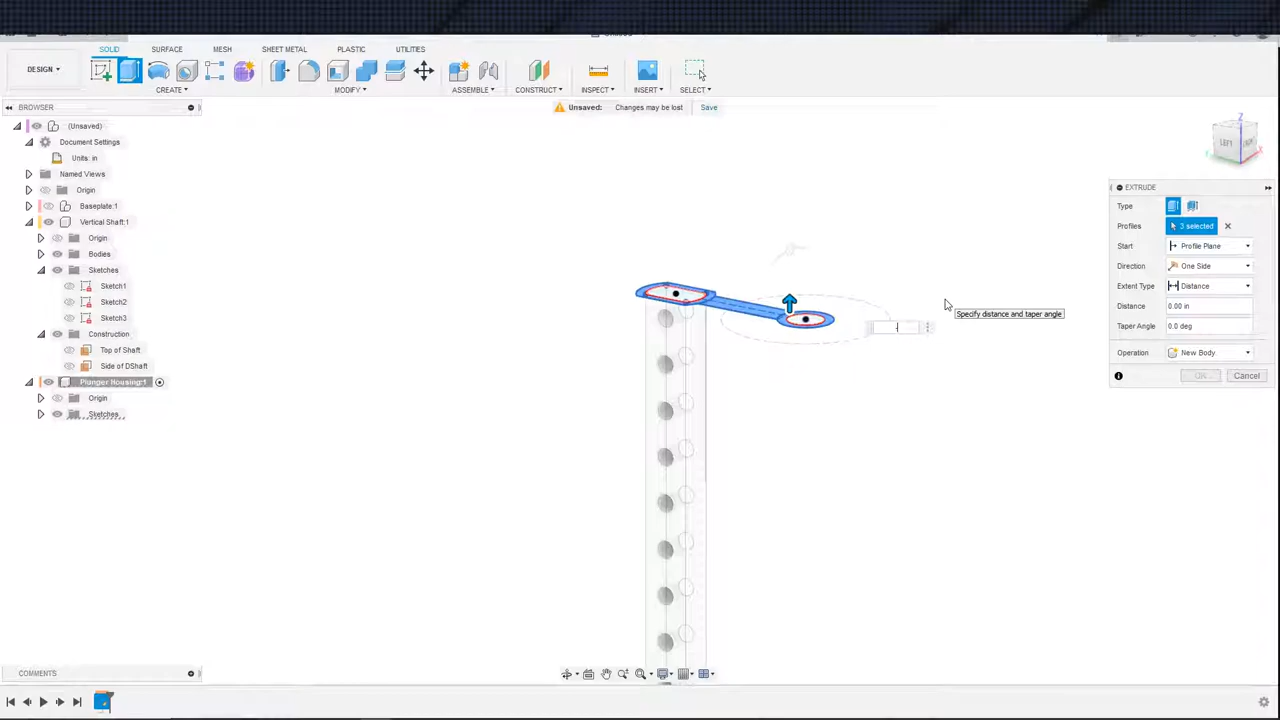 SOLID
SURFACE
MESH
SHEET METAL
PLASTIC
UTILITIES
DESIGN
CREATE
MODIFY
ASSEMBLE
CONSTRUCT
INSPECT
INSERT
SELECT
BROWSER
Unsaved: Changes may be lost
Save
(Unsaved)
Document Settings
Units: in
Named Views
Origin
Baseplate:1
Vertical Shaft:1
Origin
Bodies
Sketches
Sketch1
Sketch2
Sketch3
Construction
Top of Shaft
Side of DShaft
Plunger Housing:1
Origin
Sketches
Z
LEFT
X
EXTRUDE
Type
Profiles
3 selected
Start
Profile Plane
Direction
One Side
Extent Type
Distance
Distance
0.00 in
Taper Angle
0.0 deg
Operation
New Body
OK
Cancel
Specify distance and taper angle
COMMENTS